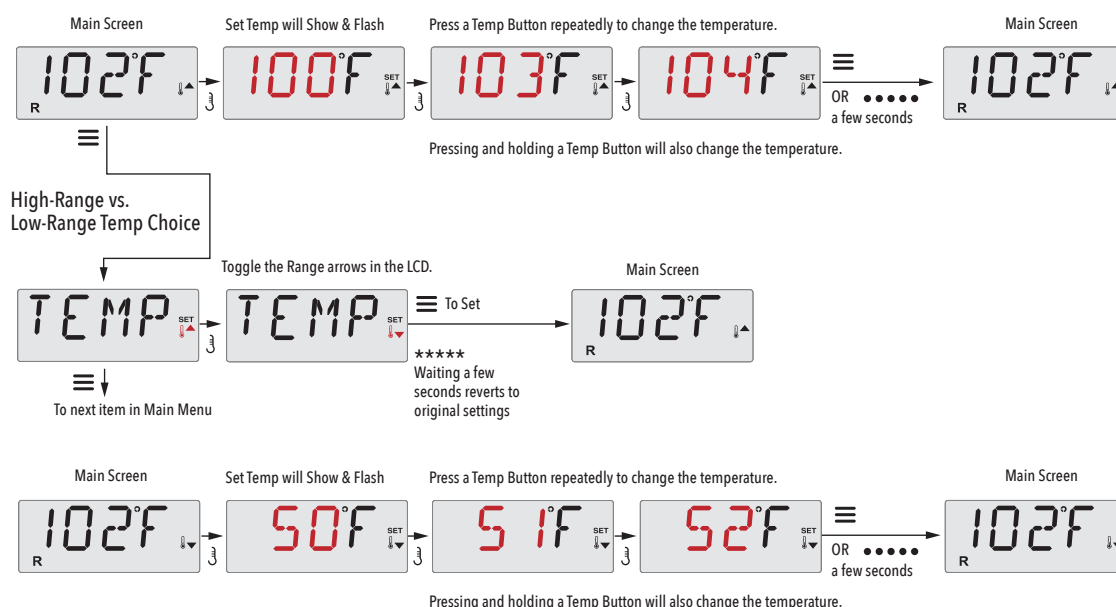 Main Screen
Set Temp will Show & Flash
Press a Temp Button repeatedly to change the temperature.
Main Screen
102°F
R
100°F
SET
103°F
SET
104°F
SET
OR
a few seconds
102°F
R
Pressing and holding a Temp Button will also change the temperature.
High-Range vs.
Low-Range Temp Choice
Toggle the Range arrows in the LCD.
Main Screen
TEMP
SET
TEMP
SET
To Set
*****
Waiting a few
seconds reverts to
original settings
102°F
R
To next item in Main Menu
Main Screen
Set Temp will Show & Flash
Press a Temp Button repeatedly to change the temperature.
Main Screen
102°F
R
50°F
SET
51°F
SET
52°F
SET
OR
a few seconds
102°F
R
Pressing and holding a Temp Button will also change the temperature.